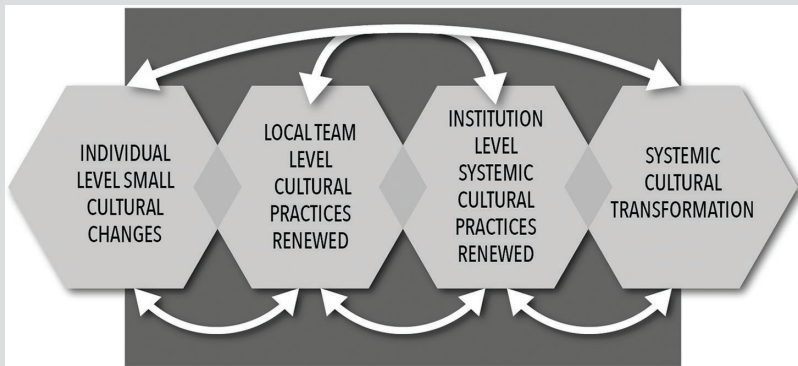 INDIVIDUAL
LEVEL SMALL
CULTURAL
CHANGES
LOCAL TEAM
LEVEL
CULTURAL
PRACTICES
RENEWED
INSTITUTION
LEVEL
SYSTEMIC
CULTURAL
PRACTICES
RENEWED
SYSTEMIC
CULTURAL
TRANSFORMATION